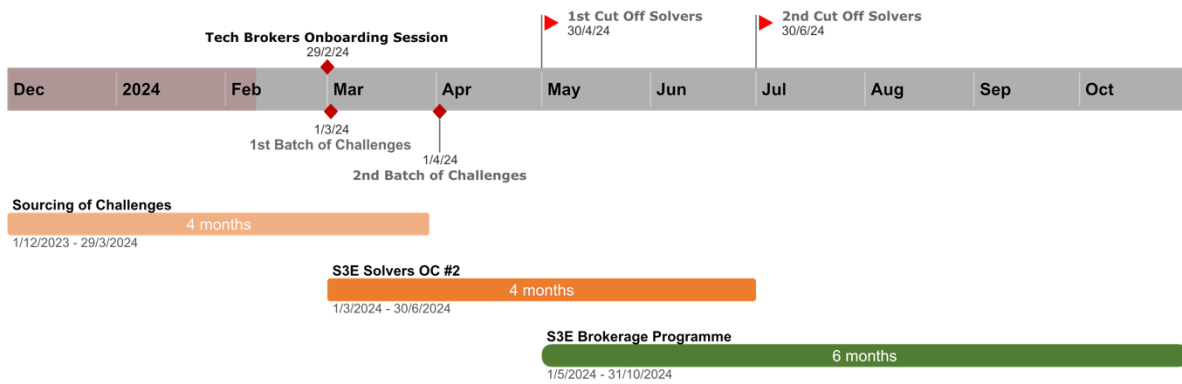 1st Cut Off Solvers
30/4/24
2nd Cut Off Solvers
30/6/24
Tech Brokers Onboarding Session
29/2/24
Dec 2024 Feb Mar Apr May Jun Jul Aug Sep Oct
1/3/24
1st Batch of Challenges
1/4/24
2nd Batch of Challenges
Sourcing of Challenges
4 months
1/12/2023 - 29/3/2024
S3E Solvers OC #2
4 months
1/3/2024 - 30/6/2024
S3E Brokerage Programme
6 months
1/5/2024 - 31/10/2024